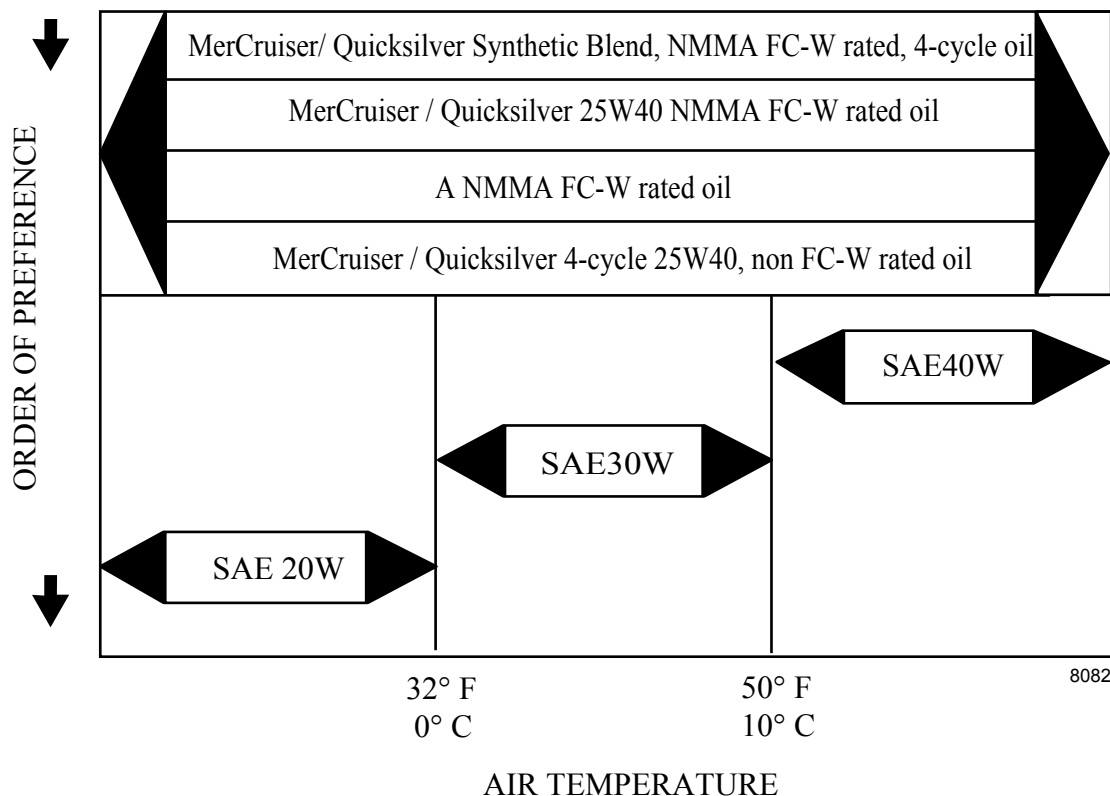 MerCruiser/ Quicksilver Synthetic Blend, NMMA FC-W rated, 4-cycle oil
MerCruiser / Quicksilver 25W40 NMMA FC-W rated oil
A NMMA FC-W rated oil
MerCruiser / Quicksilver 4-cycle 25W40, non FC-W rated oil
ORDER OF PREFERENCE
SAE40W
SAE30W
SAE 20W
8082
32° F
0° C
50° F
10° C
AIR TEMPERATURE